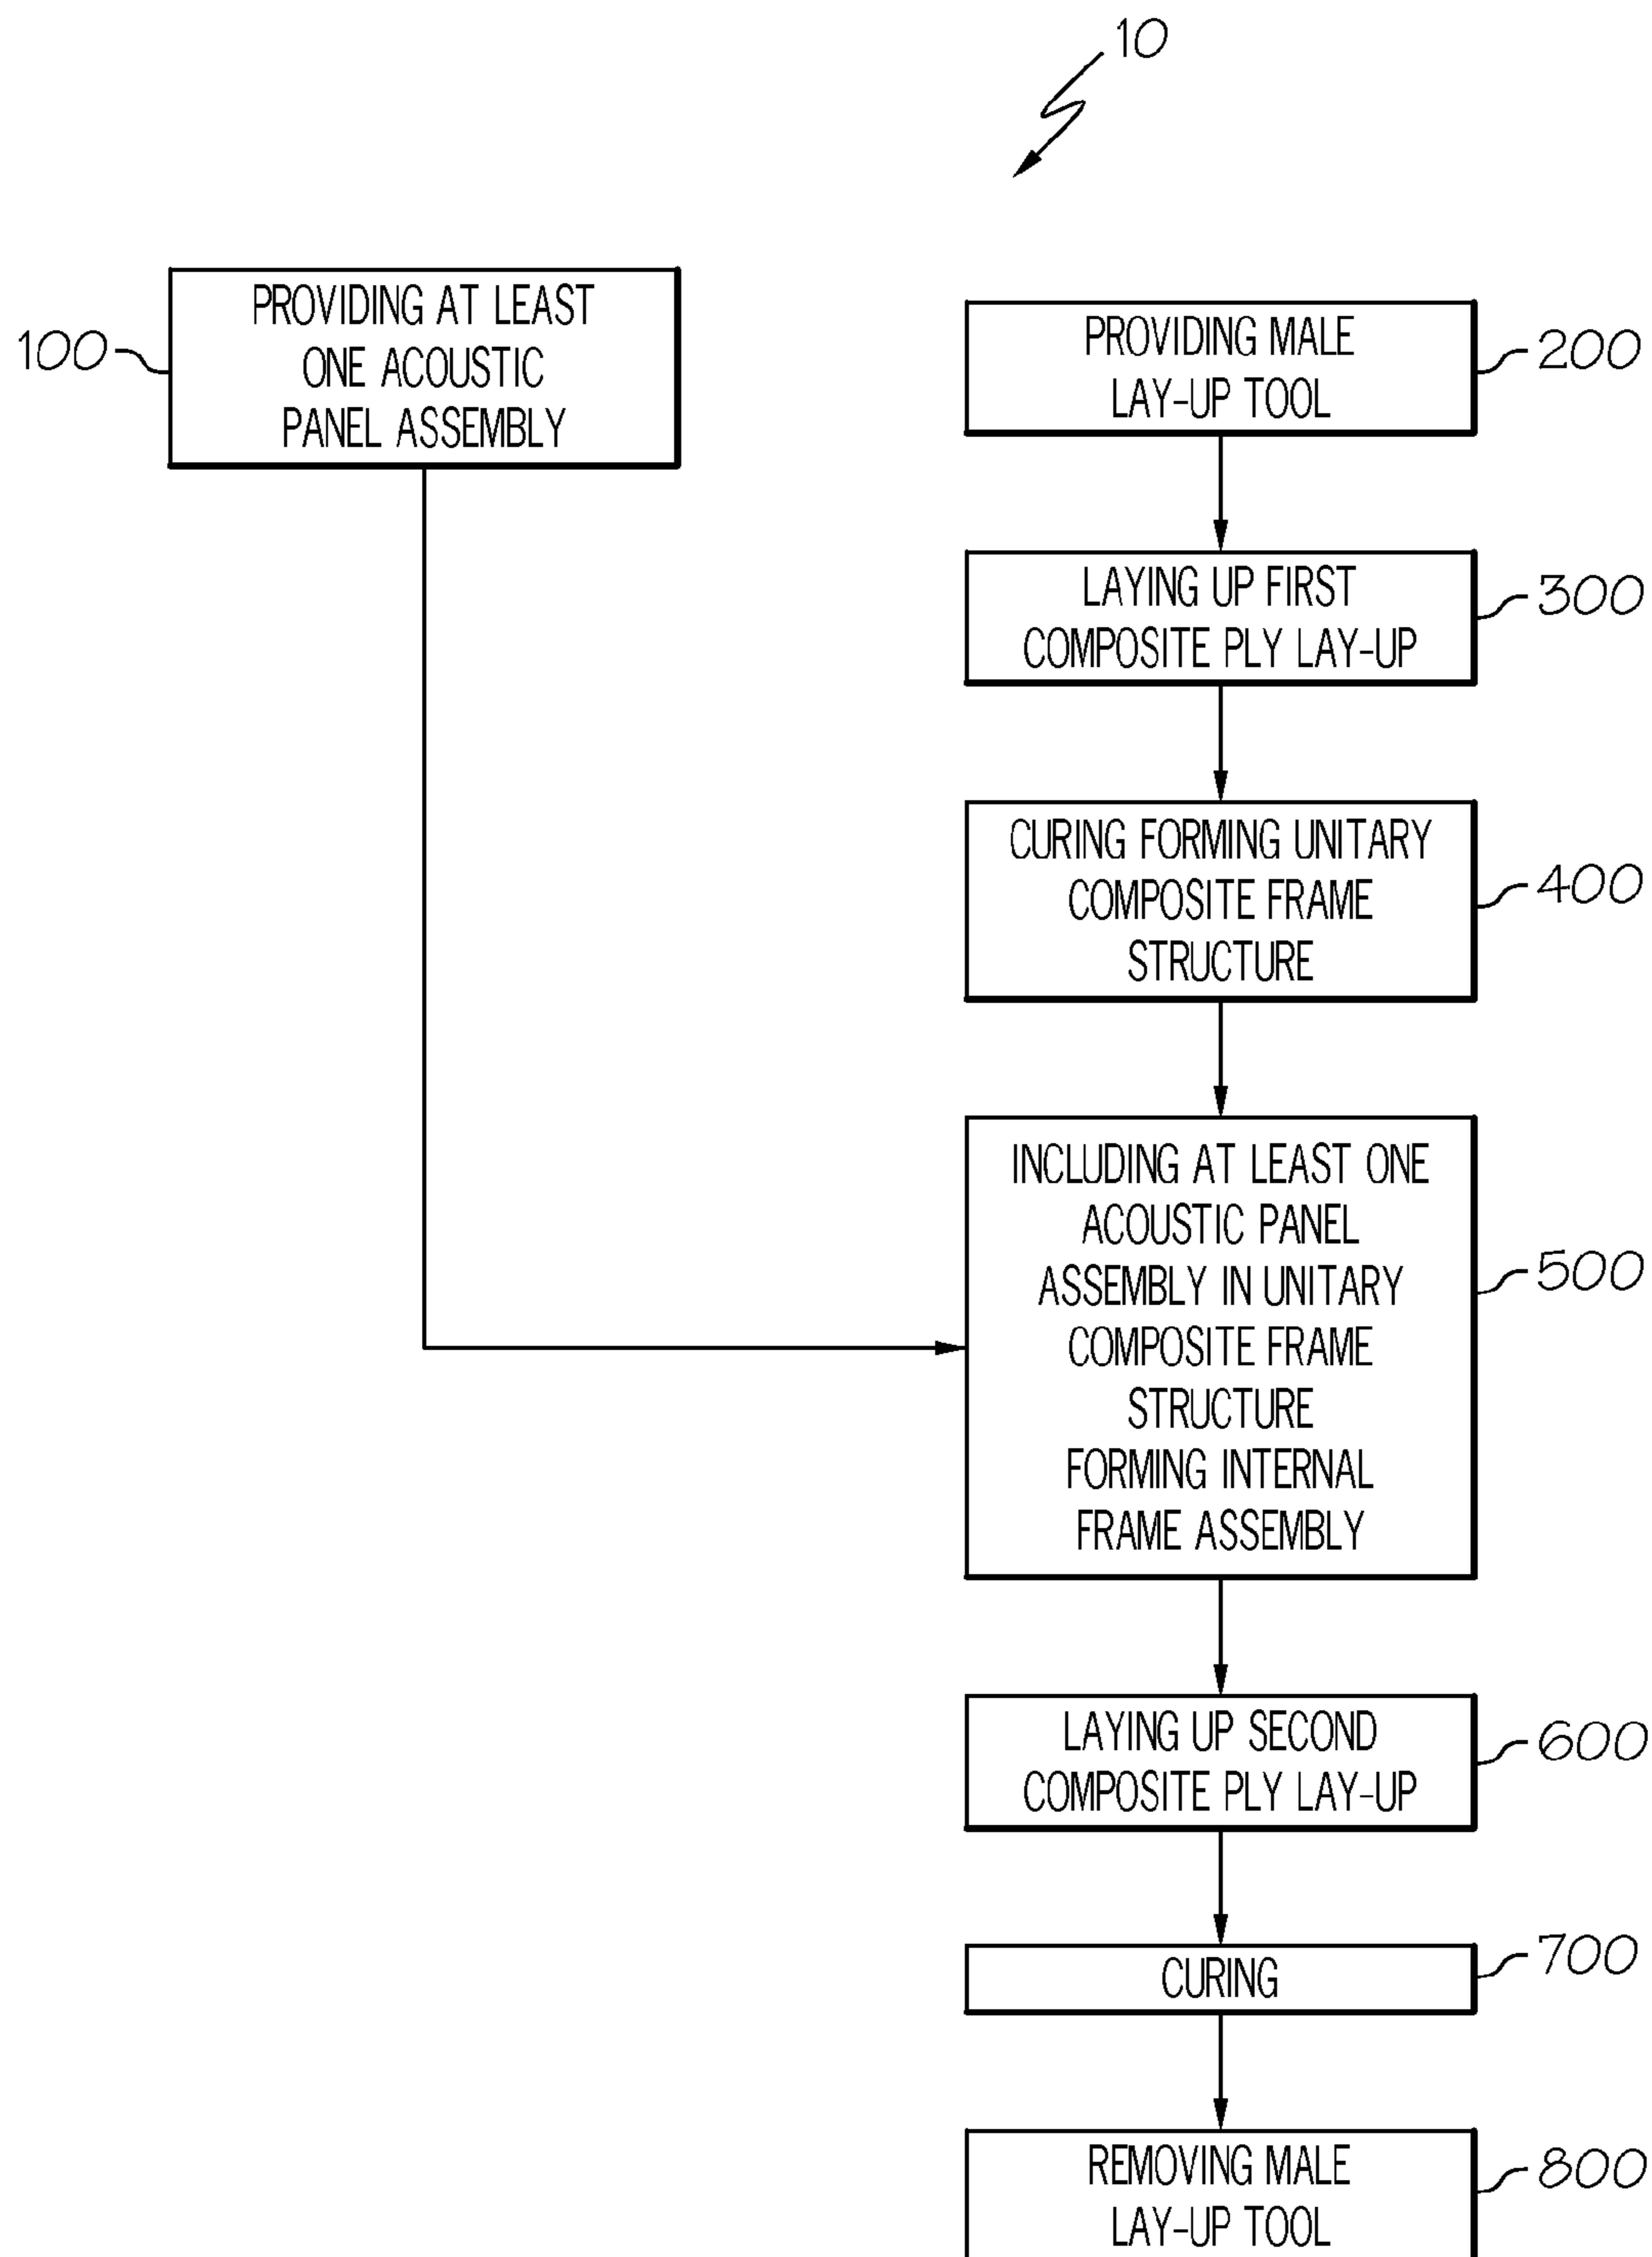 10
PROVIDING AT LEAST
ONE ACOUSTIC
PANEL ASSEMBLY
100
PROVIDING MALE
LAY-UP TOOL
200
LAYING UP FIRST
COMPOSITE PLY LAY-UP
300
CURING FORMING UNITARY
COMPOSITE FRAME
STRUCTURE
400
INCLUDING AT LEAST ONE
ACOUSTIC PANEL
ASSEMBLY IN UNITARY
COMPOSITE FRAME
STRUCTURE
FORMING INTERNAL
FRAME ASSEMBLY
500
LAYING UP SECOND
COMPOSITE PLY LAY-UP
600
CURING
700
REMOVING MALE
LAY-UP TOOL
800